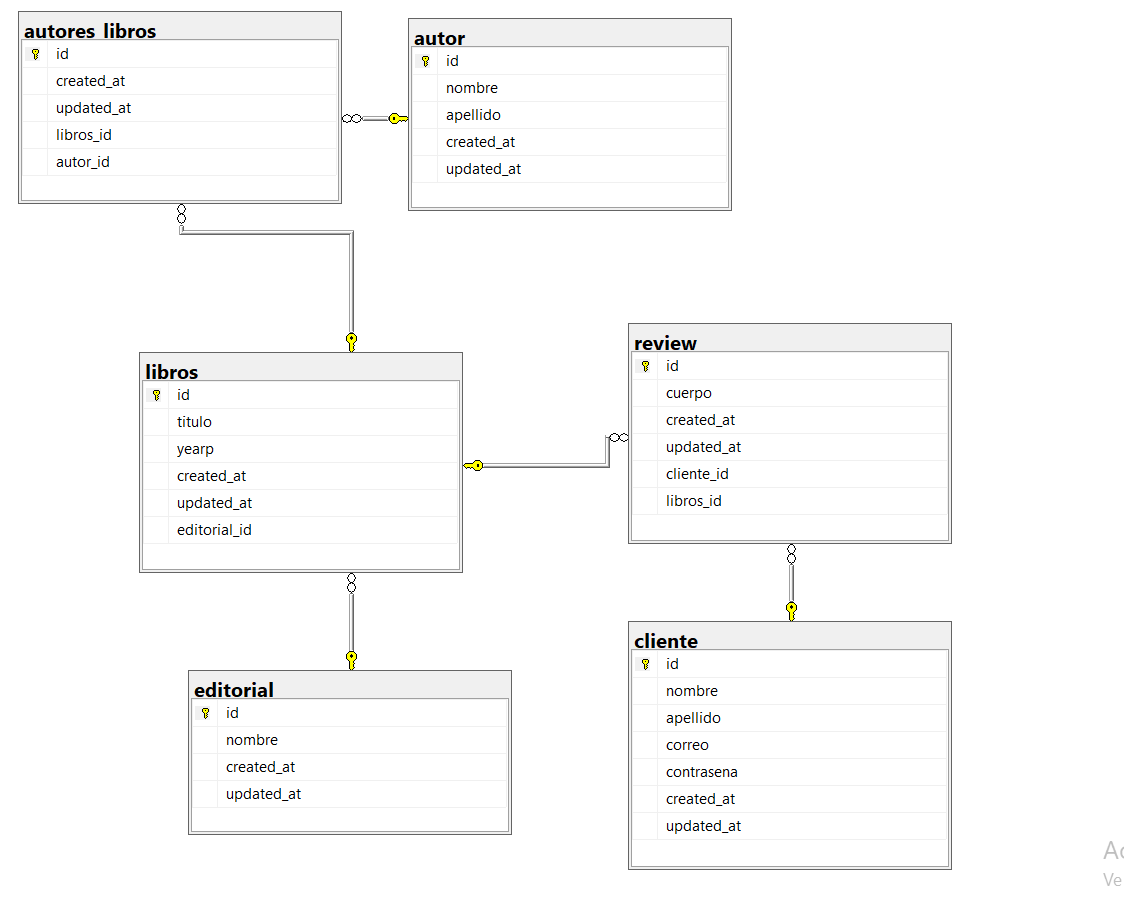 autores_libros
id
created_at
updated_at
libros_id
autor_id
autor
id
nombre
apellido
created_at
updated_at
libros
id
titulo
yearp
created_at
updated_at
editorial_id
review
id
cuerpo
created_at
updated_at
cliente_id
libros_id
editorial
id
nombre
created_at
updated_at
cliente
id
nombre
apellido
correo
contrasena
created_at
updated_at
Ac
Ve